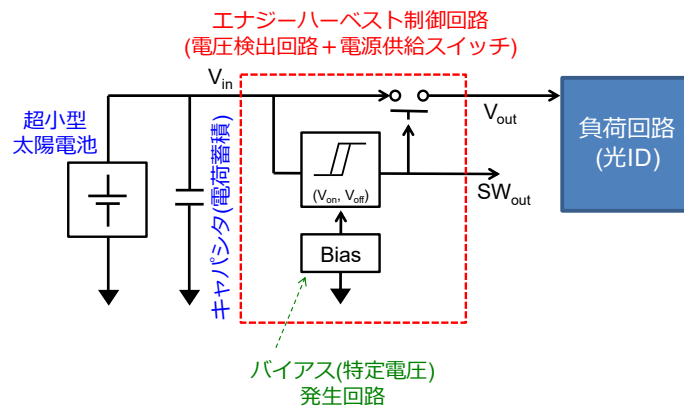 エナジーハーベスト制御回路
(電圧検出回路＋電源供給スイッチ)
Vin
超小型
太陽電池
キャパシタ(電荷蓄積)
(Von, Voff)
Bias
Vout
SWout
負荷回路
(光ID)
バイアス(特定電圧)
発生回路